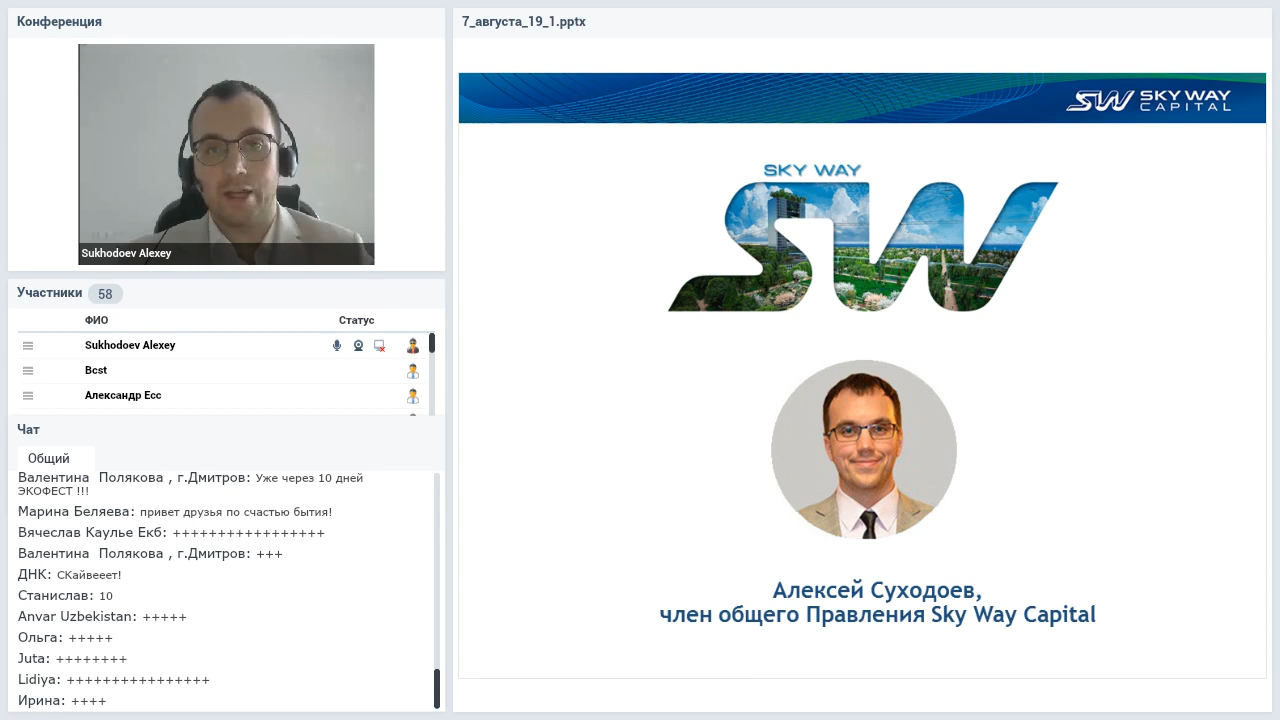 Конференция
Sukhodoev Alexey
Участники 58
ФИО Статус
Sukhodoev Alexey
Bcst
Александр Есс
Чат
Общий
Валентина  Полякова , г.Дмитров: Уже через 10 дней
ЭКОФЕСТ !!!
Марина Беляева: привет друзья по счастью бытия!
Вячеслав Каулье Екб: +++++++++++++++++
Валентина  Полякова , г.Дмитров: +++
ДНК: СКайвееет!
Станислав: 10
Anvar Uzbekistan: +++++
Ольга: +++++
Juta: ++++++++
Lidiya: ++++++++++++++++
Ирина: ++++
7_августа_19_1.pptx
SW SKY WAY
CAPITAL
SKY WAY
SW
Алексей Суходоев,
член общего Правления Sky Way Capital